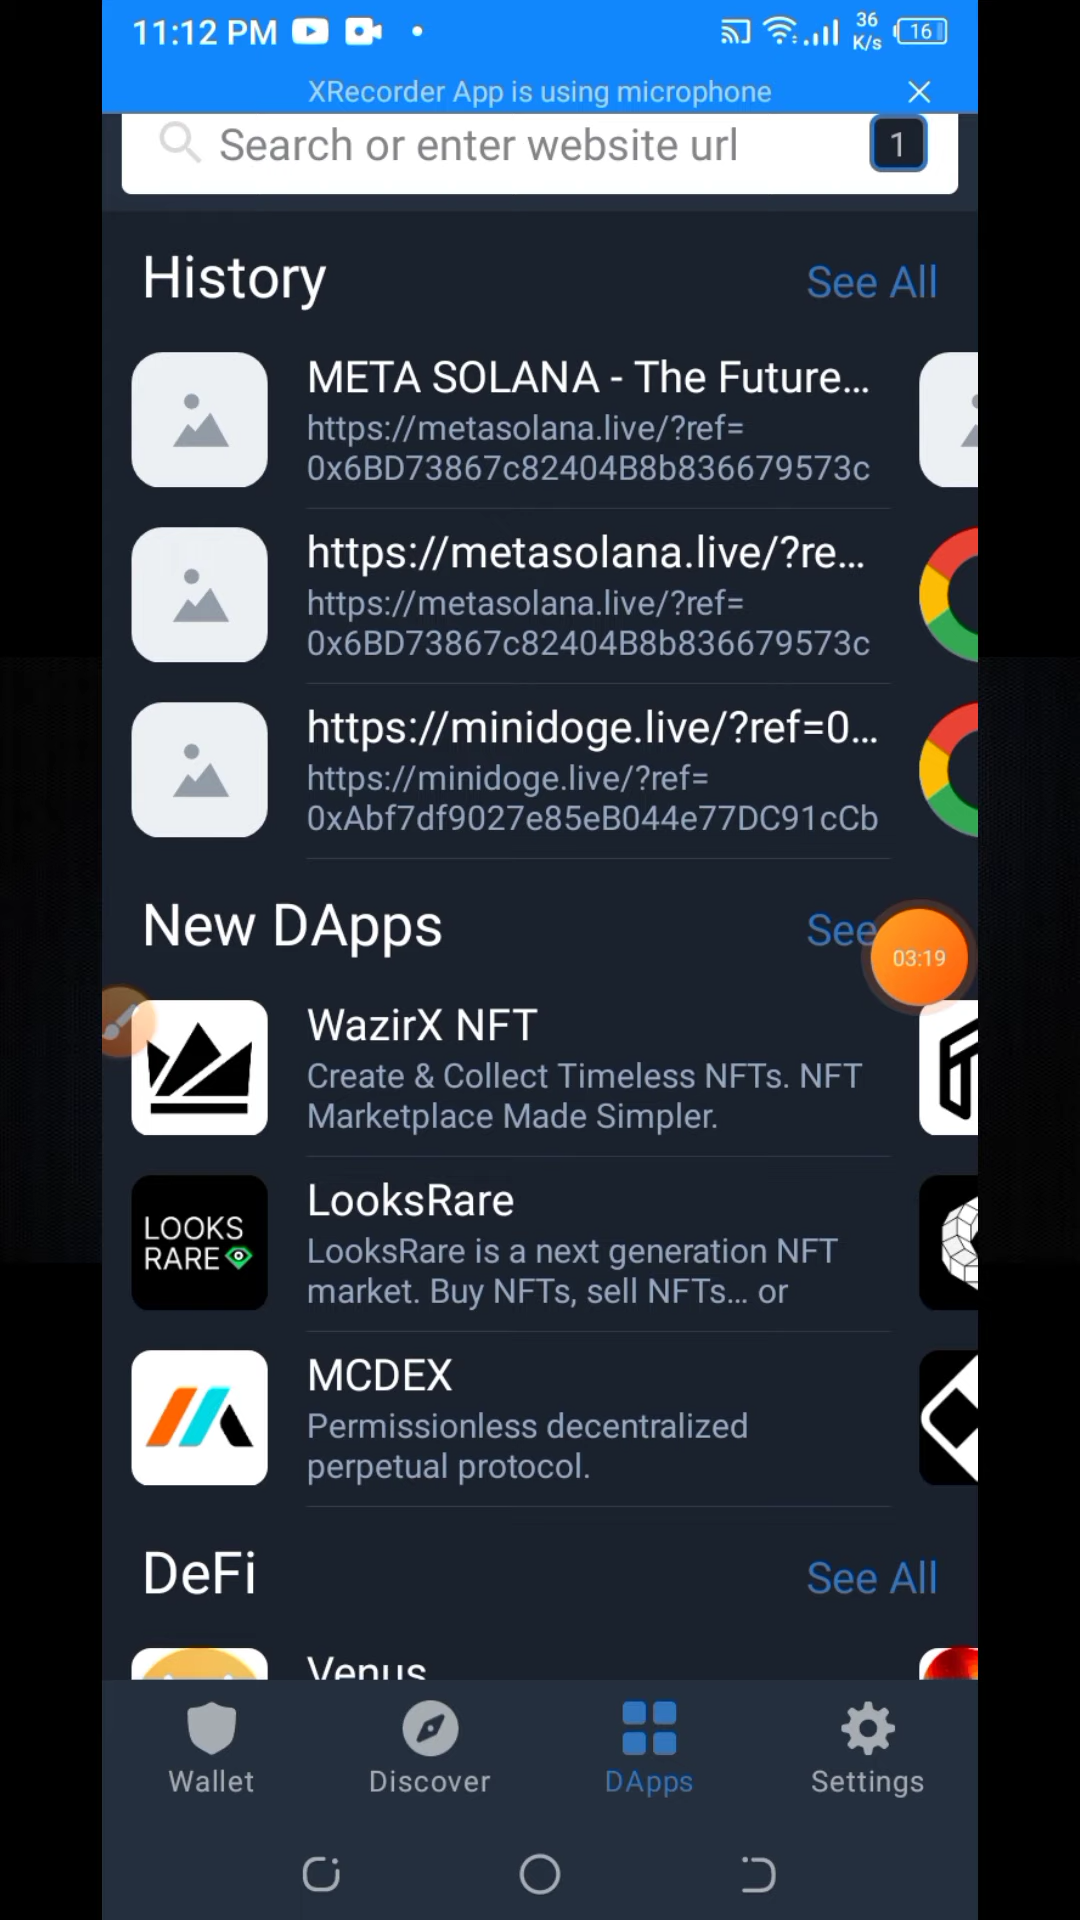 11:12 PM
36
K/s
16
XRecorder App is using microphone
Search or enter website url
1
History
See All
META SOLANA - The Future...
https://metasolana.live/?ref=
0x6BD73867c82404B8b836679573c
https://metasolana.live/?re...
https://metasolana.live/?ref=
0x6BD73867c82404B8b836679573c
https://minidoge.live/?ref=0...
https://minidoge.live/?ref=
0xAbf7df9027e85eB044e77DC91cCb
New DApps
See
03:19
WazirX NFT
Create & Collect Timeless NFTs. NFT
Marketplace Made Simpler.
LOOKS
RARE
LooksRare
LooksRare is a next generation NFT
market. Buy NFTs, sell NFTs... or
MCDEX
Permissionless decentralized
perpetual protocol.
DeFi
See All
Venus
Wallet
Discover
DApps
Settings